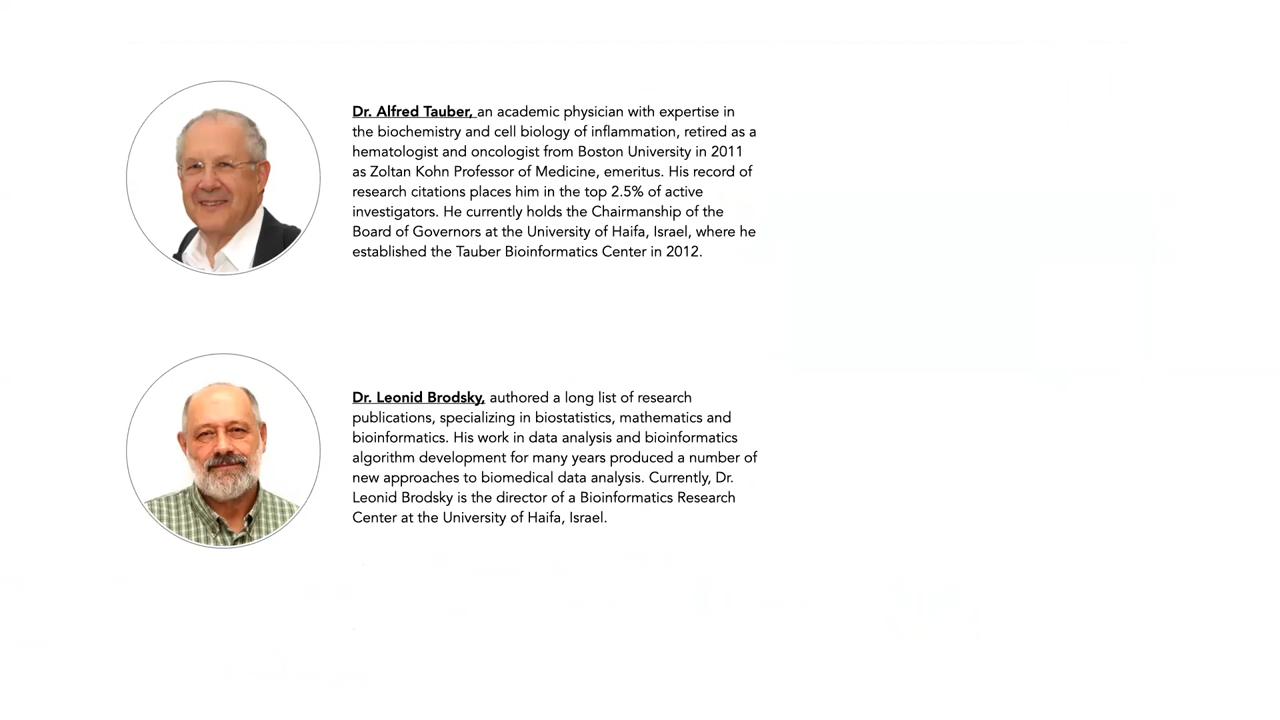 Dr. Alfred Tauber, an academic physician with expertise in
the biochemistry and cell biology of inflammation, retired as a
hematologist and oncologist from Boston University in 2011
as Zoltan Kohn Professor of Medicine, emeritus. His record of
research citations places him in the top 2.5% of active
investigators. He currently holds the Chairmanship of the
Board of Governors at the University of Haifa, Israel, where he
established the Tauber Bioinformatics Center in 2012.
Dr. Leonid Brodsky, authored a long list of research
publications, specializing in biostatistics, mathematics and
bioinformatics. His work in data analysis and bioinformatics
algorithm development for many years produced a number of
new approaches to biomedical data analysis. Currently, Dr.
Leonid Brodsky is the director of a Bioinformatics Research
Center at the University of Haifa, Israel.